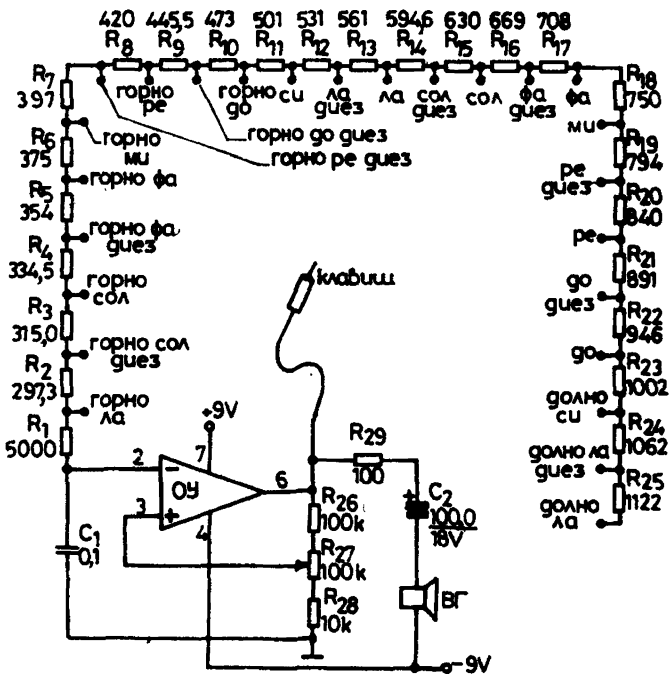 420 445,5 473 501 531 561 594,6 630 669 708
R8 R9 R10 R11 R12 R13 R14 R15 R16 R17
горно ре
горно до
си
ла диез
ла
сол диез
сол
фа диез
фа
горно до диез
горно ре диез
R7
397
горно ми
R6
375
горно фа
R5
354
горно фа диез
R4
334,5
горно сол
R3
315,0
горно сол диез
R2
297,3
горно ла
R1
5000
R18
750
ми
R19
794
ре диез
R20
840
ре
R21
891
до диез
R22
946
до
R23
1002
долно си
R24
1062
долно ла диез
R25
1122
долно ла
клавиш
+9V
2
7
3
4
6
ОУ
C1
0,1
R26
100k
R27
100k
R28
10k
R29
100
C2
100,0
18V
ВГ
-9V